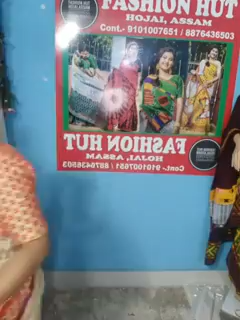 FASHION HUT
HOJAI, ASSAM
Cont.- 9101007651 / 8876436503
FASHION HUT
HOJAI, ASSAM
Cont.- 9101007651 / 8876436503